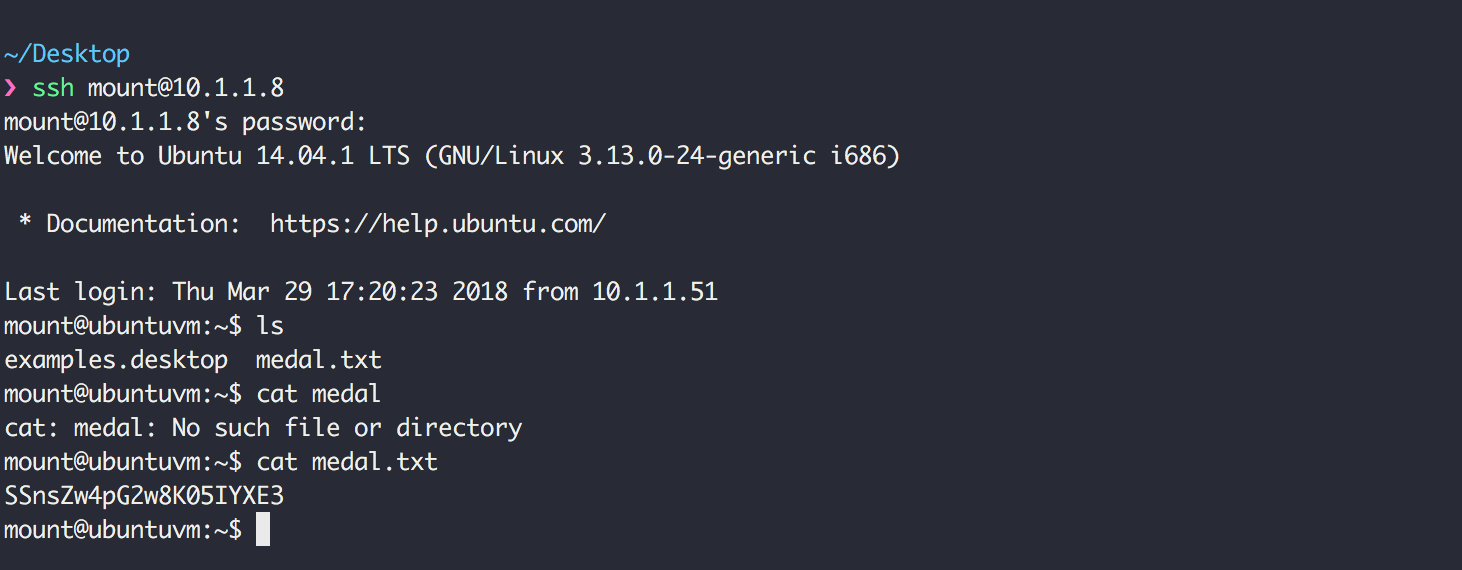 ~/Desktop
❯ ssh mount@10.1.1.8
mount@10.1.1.8's password:
Welcome to Ubuntu 14.04.1 LTS (GNU/Linux 3.13.0-24-generic i686)
* Documentation:  https://help.ubuntu.com/
Last login: Thu Mar 29 17:20:23 2018 from 10.1.1.51
mount@ubuntuvm:~$ ls
examples.desktop  medal.txt
mount@ubuntuvm:~$ cat medal
cat: medal: No such file or directory
mount@ubuntuvm:~$ cat medal.txt
SSnsZw4pG2w8K05IYXE3
mount@ubuntuvm:~$